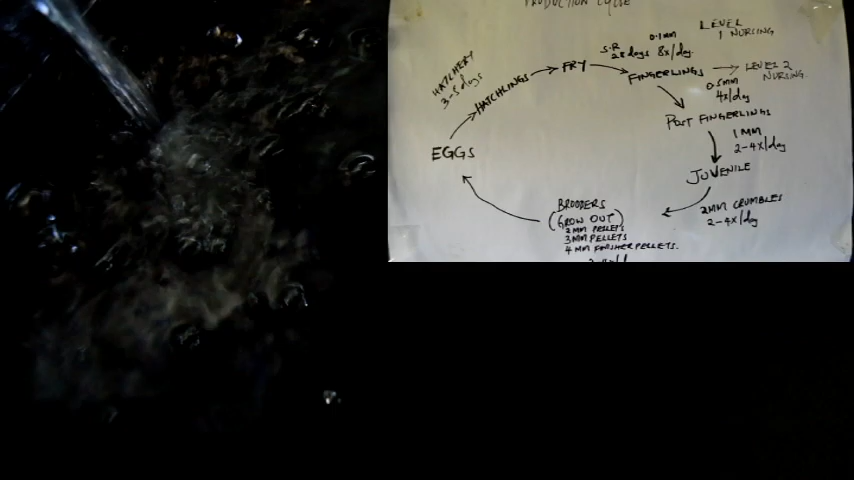 PRODUCTION CYCLE
LEVEL
1 NURSING
0.1mm
S.R
28 days 8x/day.
HATCHERY
3-5 days
HATCHLINGS
FRY
FINGERLINGS
LEVEL 2
NURSING.
0.5mm
4x/day
POST FINGERLINGS
1MM
2-4x/day
EGGS
JUVENILE
2MM CRUMBLES
2-4x/day
BROODERS
(GROW OUT)
2MM PELLETS
3MM PELLETS
4MM FINISHER PELLETS.